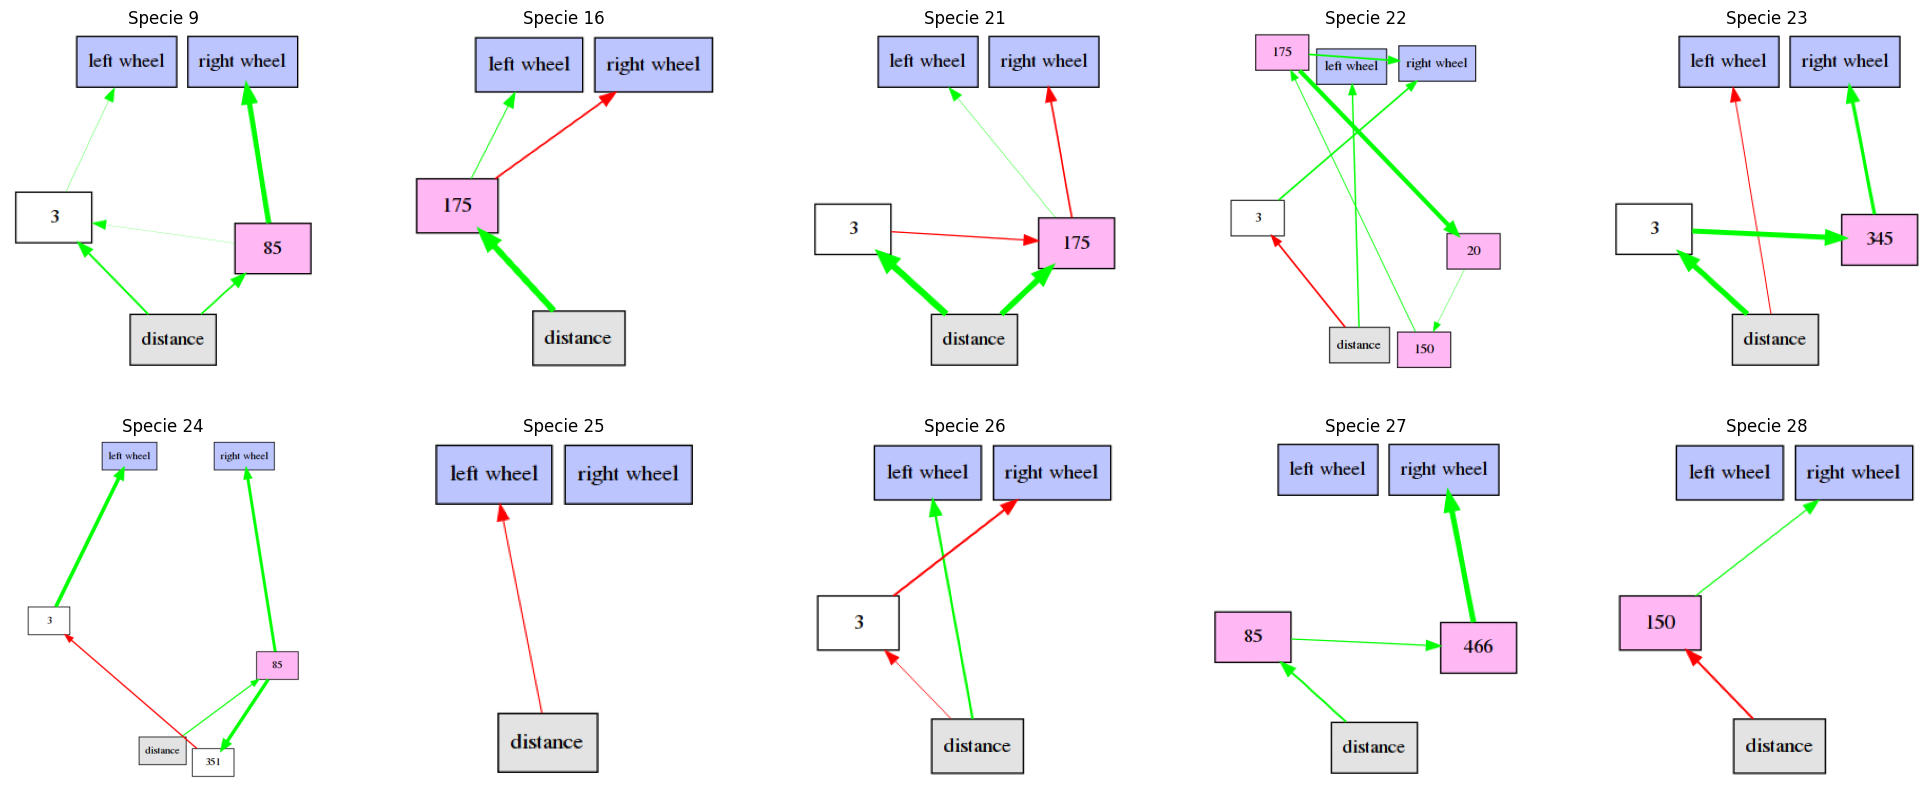 Specie 9
left wheel
right wheel
3
85
distance
Specie 16
left wheel
right wheel
175
distance
Specie 21
left wheel
right wheel
3
175
distance
Specie 22
175
left wheel
right wheel
3
20
distance
150
Specie 23
left wheel
right wheel
3
345
distance
Specie 24
left wheel
right wheel
3
85
distance
351
Specie 25
left wheel
right wheel
distance
Specie 26
left wheel
right wheel
3
distance
Specie 27
left wheel
right wheel
85
466
distance
Specie 28
left wheel
right wheel
150
distance